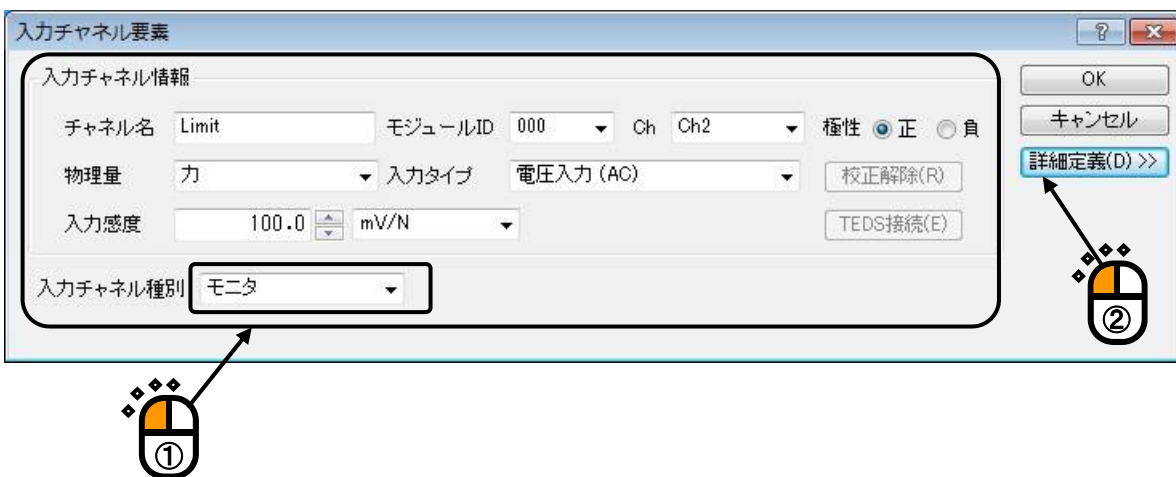 入力チャネル要素
入力チャネル情報
チャネル名 Limit モジュールID 000 Ch Ch2 極性 正 負
物理量 力 入力タイプ 電圧入力 (AC) 校正解除(R)
入力感度 100.0 mV/N TEDS接続(E)
入力チャネル種別 モニタ
OK
キャンセル
詳細定義(D) >>
①
②